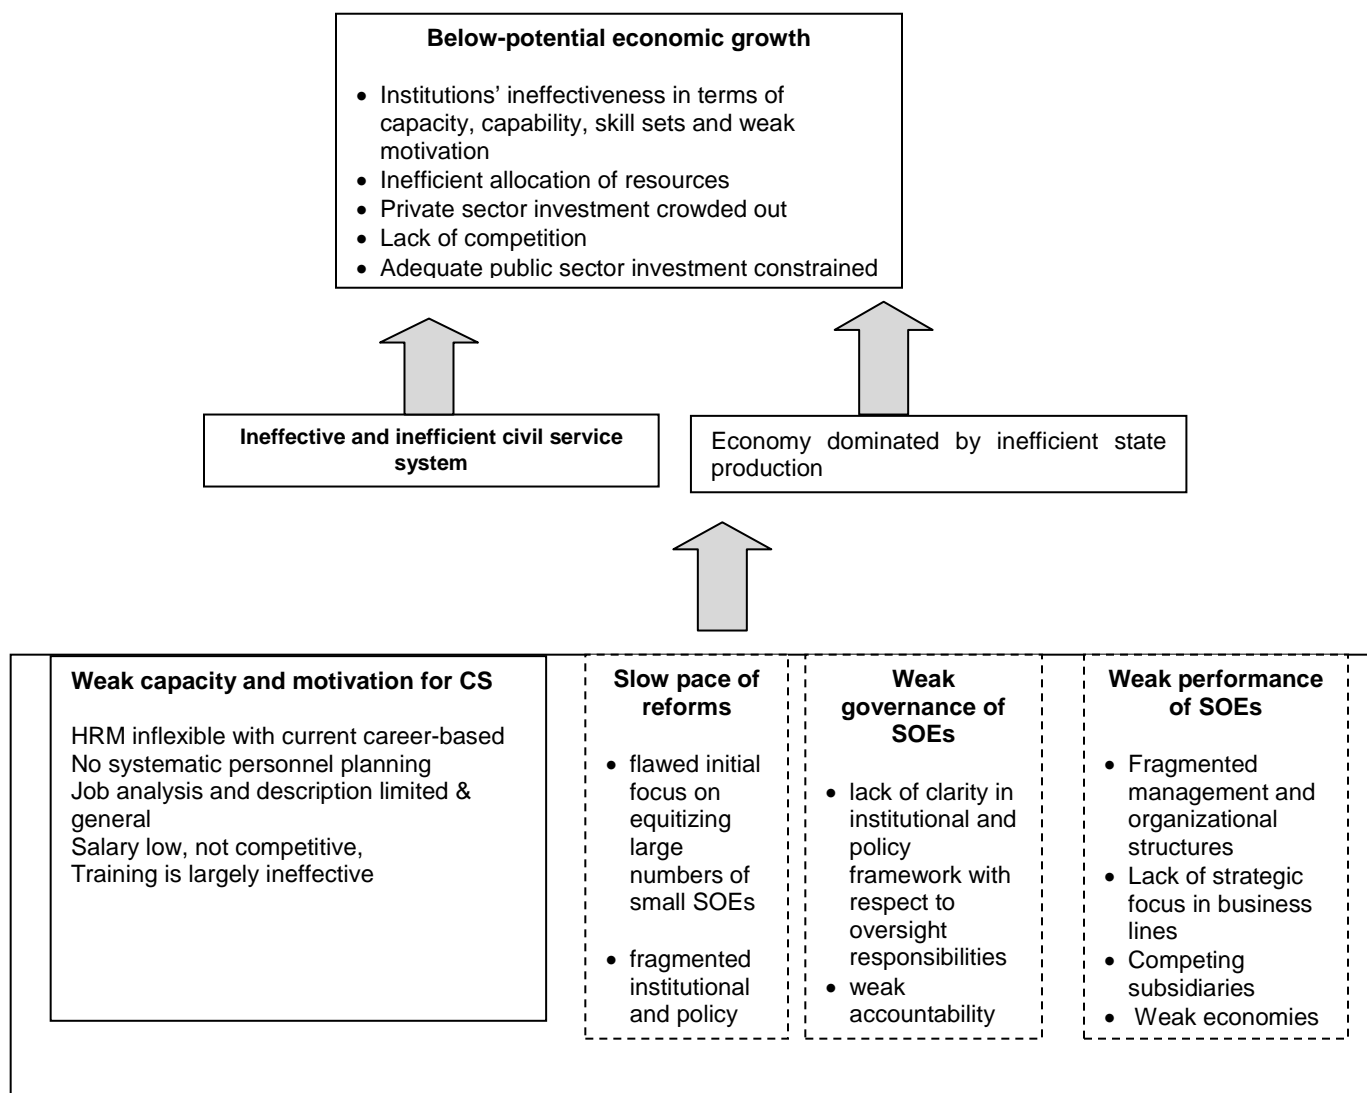 Below-potential economic growth
• Institutions’ ineffectiveness in terms of
capacity, capability, skill sets and weak
motivation
• Inefficient allocation of resources
• Private sector investment crowded out
• Lack of competition
• Adequate public sector investment constrained
Ineffective and inefficient civil service
system
Economy dominated by inefficient state
production
Weak capacity and motivation for CS
HRM inflexible with current career-based
No systematic personnel planning
Job analysis and description limited &
general
Salary low, not competitive,
Training is largely ineffective
Slow pace of
reforms
• flawed initial
focus on
equitizing
large
numbers of
small SOEs
• fragmented
institutional
and policy
Weak
governance of
SOEs
• lack of clarity in
institutional and
policy
framework with
respect to
oversight
responsibilities
• weak
accountability
Weak performance
of SOEs
• Fragmented
management and
organizational
structures
• Lack of strategic
focus in business
lines
• Competing
subsidiaries
• Weak economies